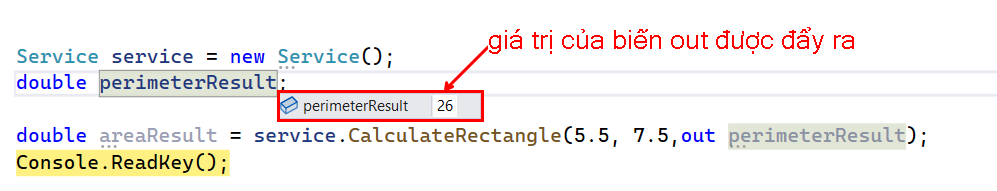 giá trị của biến out được đẩy ra
Service service = new Service();
double perimeterResult;
perimeterResult 26
double areaResult = service.CalculateRectangle(5.5, 7.5,out perimeterResult);
Console.ReadKey();